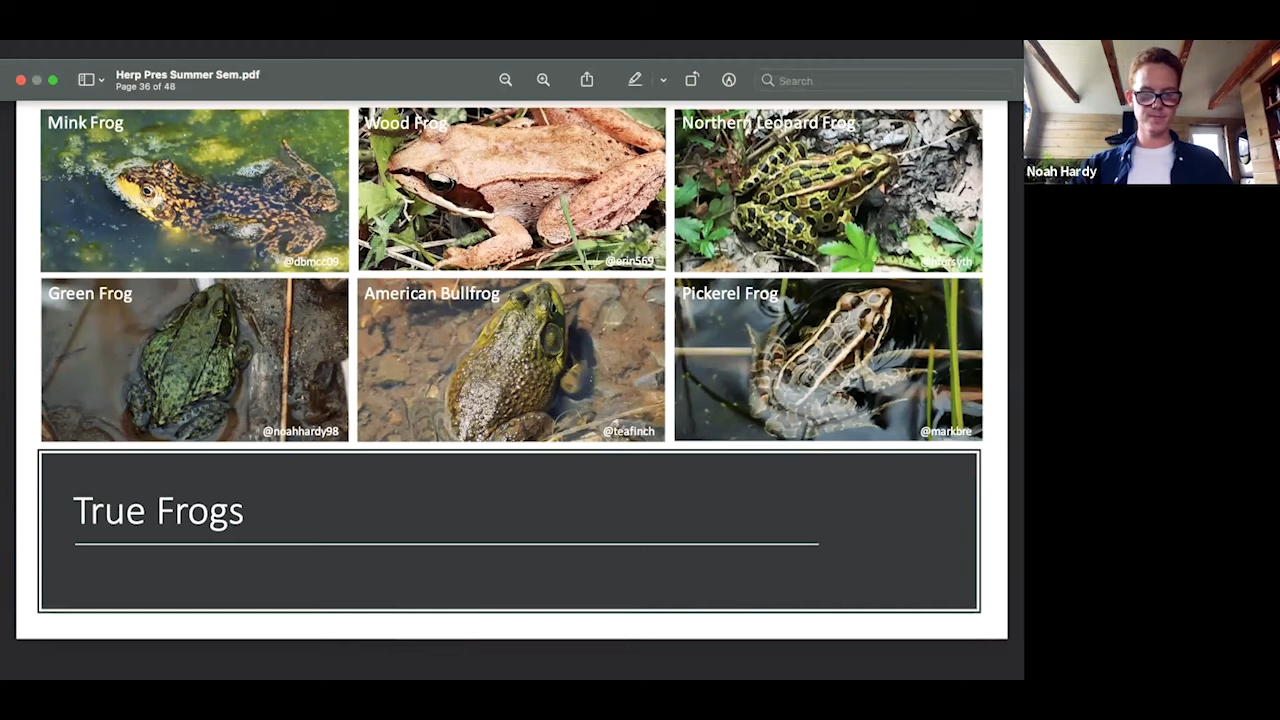 Herp Pres Summer Sem.pdf
Page 36 of 48
Search
Noah Hardy
Mink Frog
Wood Frog
Northern Leopard Frog
@dbmcc09
@erin569
Green Frog
American Bullfrog
Pickerel Frog
@noahhardy98
@teafinch
@markbre
True Frogs